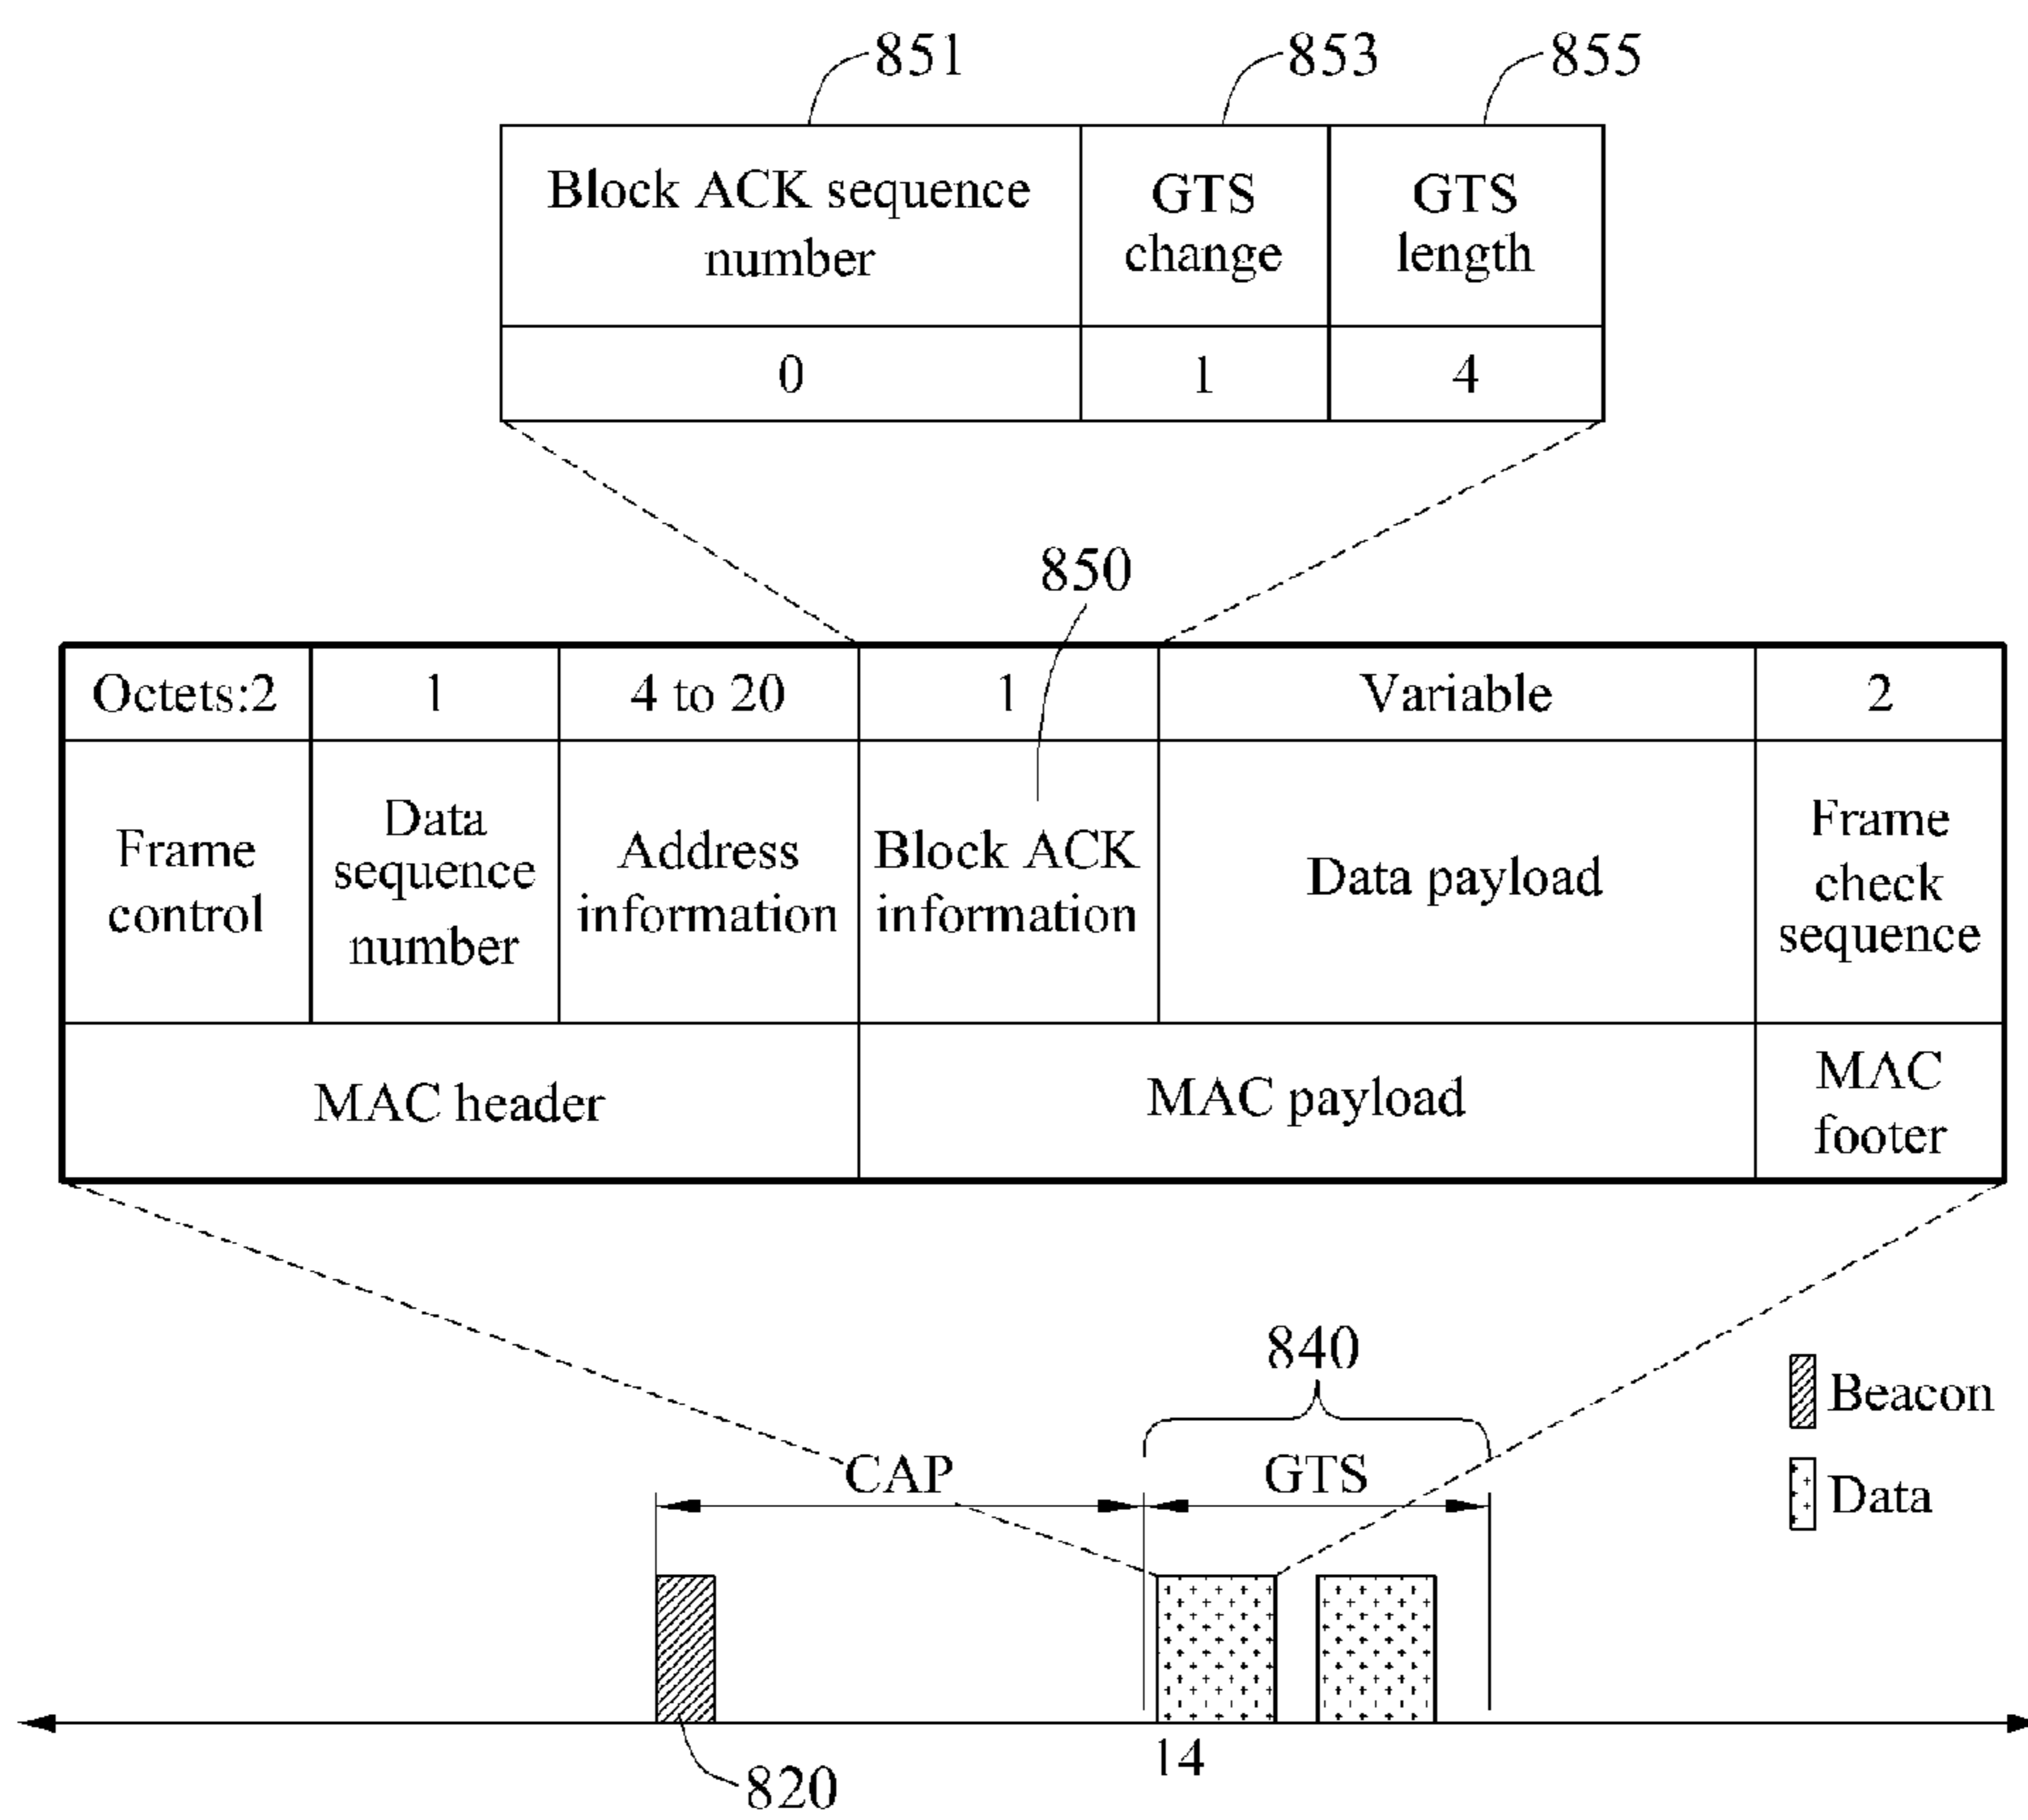 851 853 855
Block ACK sequence number GTS change GTS length
0 1 4
850
Octets:2 1 4 to 20 1 Variable 2
Frame control Data sequence number Address information Block ACK information Data payload Frame check sequence
MAC header MAC payload MAC footer
840
CAP GTS
Beacon
Data
14
820